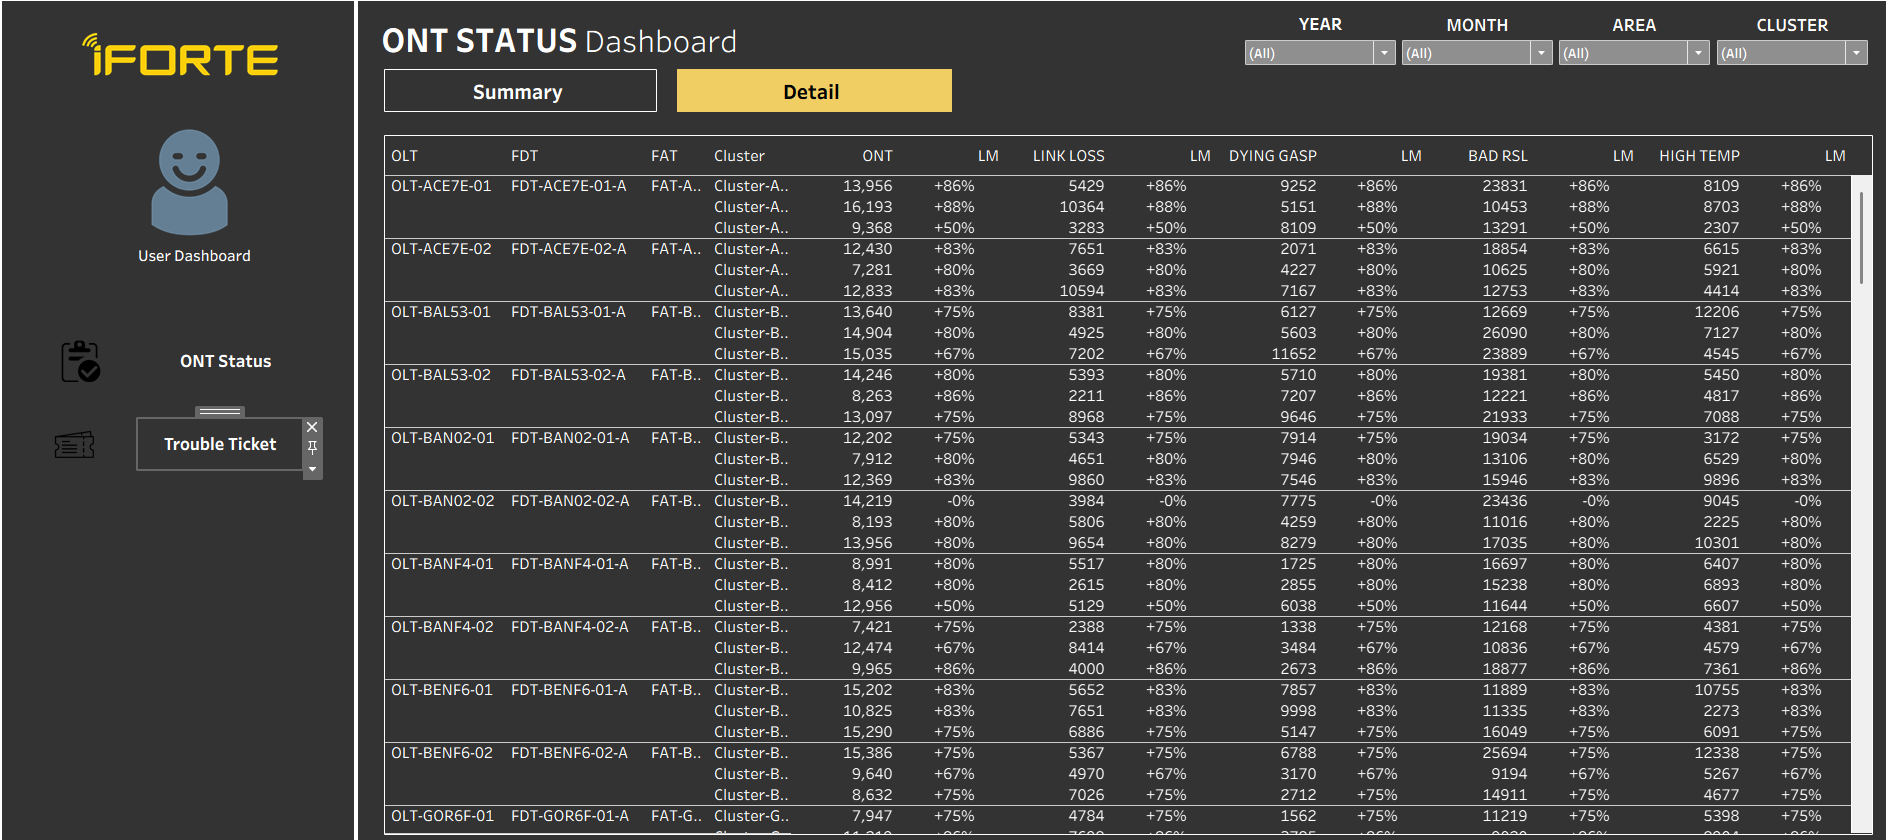 iFORTE
User Dashboard
ONT Status
Trouble Ticket
ONT STATUS Dashboard
YEAR MONTH AREA CLUSTER
(All) (All) (All) (All)
Summary Detail
OLT FDT FAT Cluster ONT LM LINK LOSS LM DYING GASP LM BAD RSL LM HIGH TEMP LM
OLT-ACE7E-01 FDT-ACE7E-01-A FAT-A.. Cluster-A.. 13,956 +86% 5429 +86% 9252 +86% 23831 +86% 8109 +86%
Cluster-A.. 16,193 +88% 10364 +88% 5151 +88% 10453 +88% 8703 +88%
Cluster-A.. 9,368 +50% 3283 +50% 8109 +50% 13291 +50% 2307 +50%
OLT-ACE7E-02 FDT-ACE7E-02-A FAT-A.. Cluster-A.. 12,430 +83% 7651 +83% 2071 +83% 18854 +83% 6615 +83%
Cluster-A.. 7,281 +80% 3669 +80% 4227 +80% 10625 +80% 5921 +80%
Cluster-A.. 12,833 +83% 10594 +83% 7167 +83% 12753 +83% 4414 +83%
OLT-BAL53-01 FDT-BAL53-01-A FAT-B.. Cluster-B.. 13,640 +75% 8381 +75% 6127 +75% 12669 +75% 12206 +75%
Cluster-B.. 14,904 +80% 4925 +80% 5603 +80% 26090 +80% 7127 +80%
Cluster-B.. 15,035 +67% 7202 +67% 11652 +67% 23889 +67% 4545 +67%
OLT-BAL53-02 FDT-BAL53-02-A FAT-B.. Cluster-B.. 14,246 +80% 5393 +80% 5710 +80% 19381 +80% 5450 +80%
Cluster-B.. 8,263 +86% 2211 +86% 7207 +86% 12221 +86% 4817 +86%
Cluster-B.. 13,097 +75% 8968 +75% 9646 +75% 21933 +75% 7088 +75%
OLT-BAN02-01 FDT-BAN02-01-A FAT-B.. Cluster-B.. 12,202 +75% 5343 +75% 7914 +75% 19034 +75% 3172 +75%
Cluster-B.. 7,912 +80% 4651 +80% 7946 +80% 13106 +80% 6529 +80%
Cluster-B.. 12,369 +83% 9860 +83% 7546 +83% 15946 +83% 9896 +83%
OLT-BAN02-02 FDT-BAN02-02-A FAT-B.. Cluster-B.. 14,219 -0% 3984 -0% 7775 -0% 23436 -0% 9045 -0%
Cluster-B.. 8,193 +80% 5806 +80% 4259 +80% 11016 +80% 2225 +80%
Cluster-B.. 13,956 +80% 9654 +80% 8279 +80% 17035 +80% 10301 +80%
OLT-BANF4-01 FDT-BANF4-01-A FAT-B.. Cluster-B.. 8,991 +80% 5517 +80% 1725 +80% 16697 +80% 6407 +80%
Cluster-B.. 8,412 +80% 2615 +80% 2855 +80% 15238 +80% 6893 +80%
Cluster-B.. 12,956 +50% 5129 +50% 6038 +50% 11644 +50% 6607 +50%
OLT-BANF4-02 FDT-BANF4-02-A FAT-B.. Cluster-B.. 7,421 +75% 2388 +75% 1338 +75% 12168 +75% 4381 +75%
Cluster-B.. 12,474 +67% 8414 +67% 3484 +67% 10836 +67% 4579 +67%
Cluster-B.. 9,965 +86% 4000 +86% 2673 +86% 18877 +86% 7361 +86%
OLT-BENF6-01 FDT-BENF6-01-A FAT-B.. Cluster-B.. 15,202 +83% 5652 +83% 7857 +83% 11889 +83% 10755 +83%
Cluster-B.. 10,825 +83% 7651 +83% 9998 +83% 11335 +83% 2273 +83%
Cluster-B.. 15,290 +75% 6886 +75% 5147 +75% 16049 +75% 6091 +75%
OLT-BENF6-02 FDT-BENF6-02-A FAT-B.. Cluster-B.. 15,386 +75% 5367 +75% 6788 +75% 25694 +75% 12338 +75%
Cluster-B.. 9,640 +67% 4970 +67% 3170 +67% 9194 +67% 5267 +67%
Cluster-B.. 8,632 +75% 7026 +75% 2712 +75% 14911 +75% 4677 +75%
OLT-GOR6F-01 FDT-GOR6F-01-A FAT-G.. Cluster-G.. 7,947 +75% 4784 +75% 1562 +75% 11219 +75% 5398 +75%